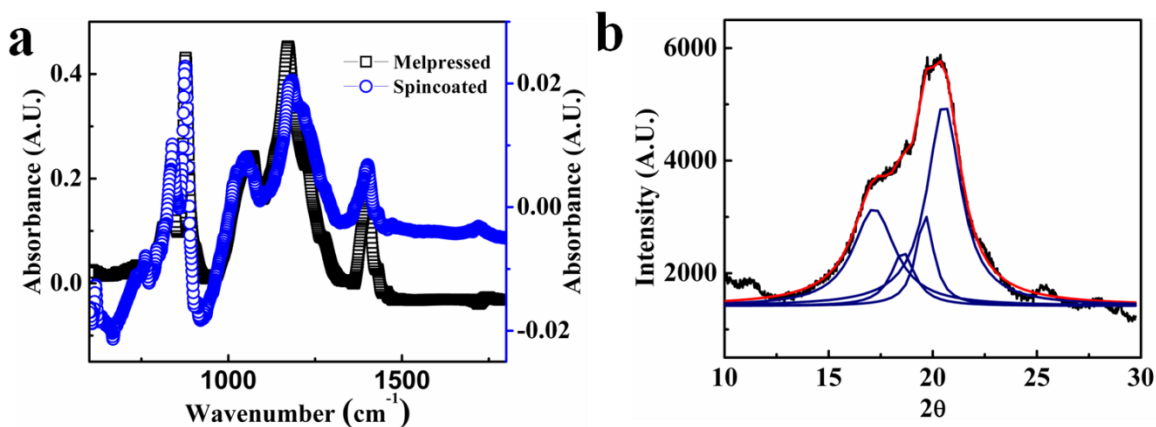 a
0.4
0.2
0.0
Absorbance (A.U.)
Melpressed
Spincoated
0.02
0.00
-0.02
Absorbance (A.U.)
1000
1500
Wavenumber (cm⁻¹)
b
6000
4000
2000
Intensity (A.U.)
10
15
20
25
30
2θ